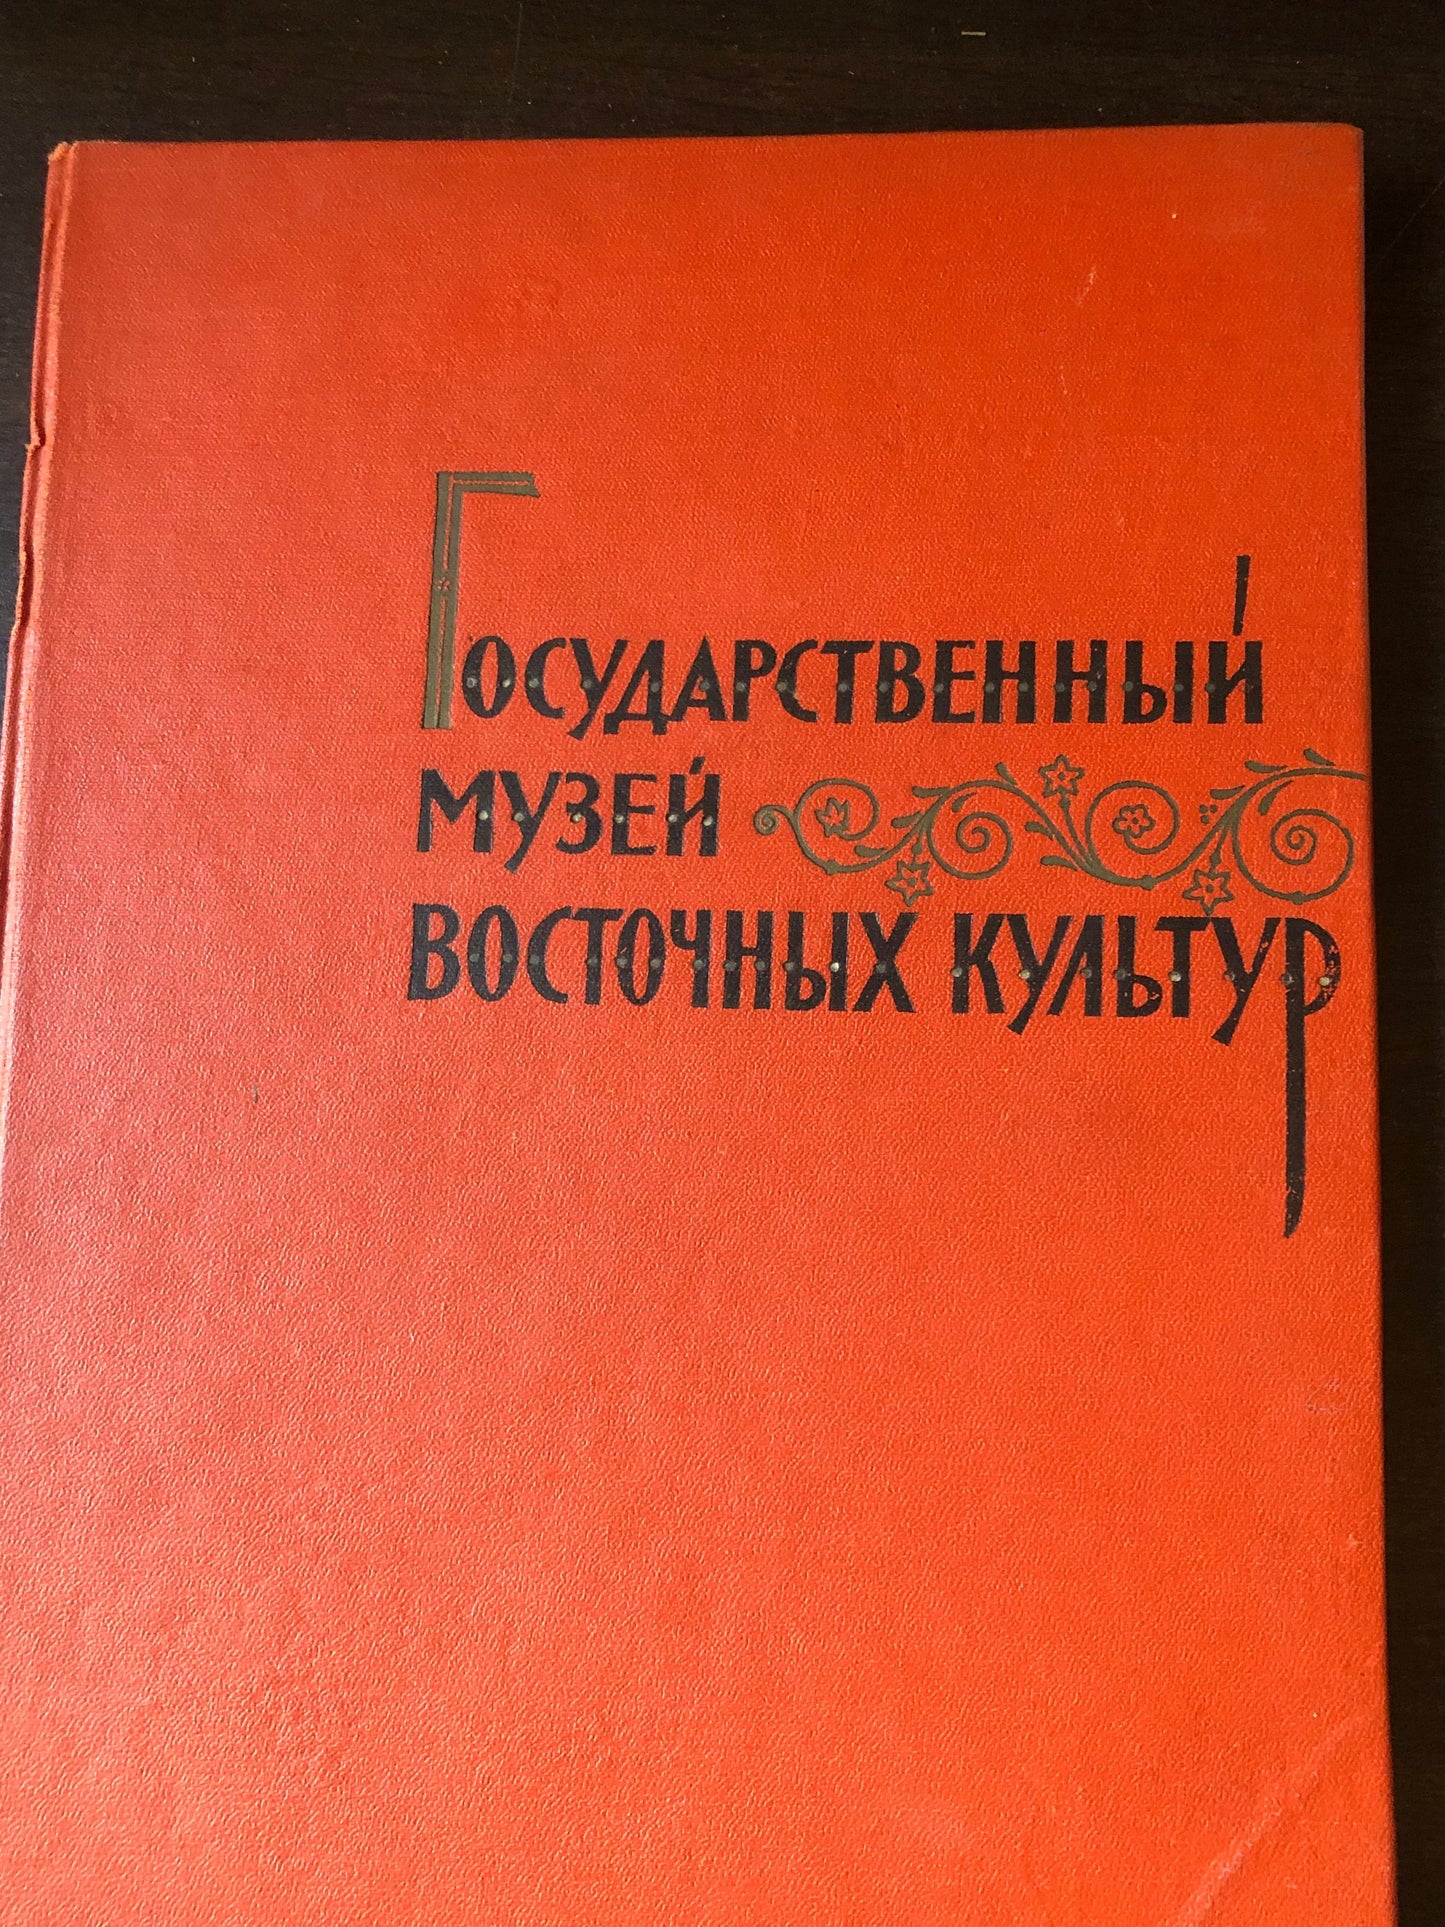 Государственный
музей
восточных культур